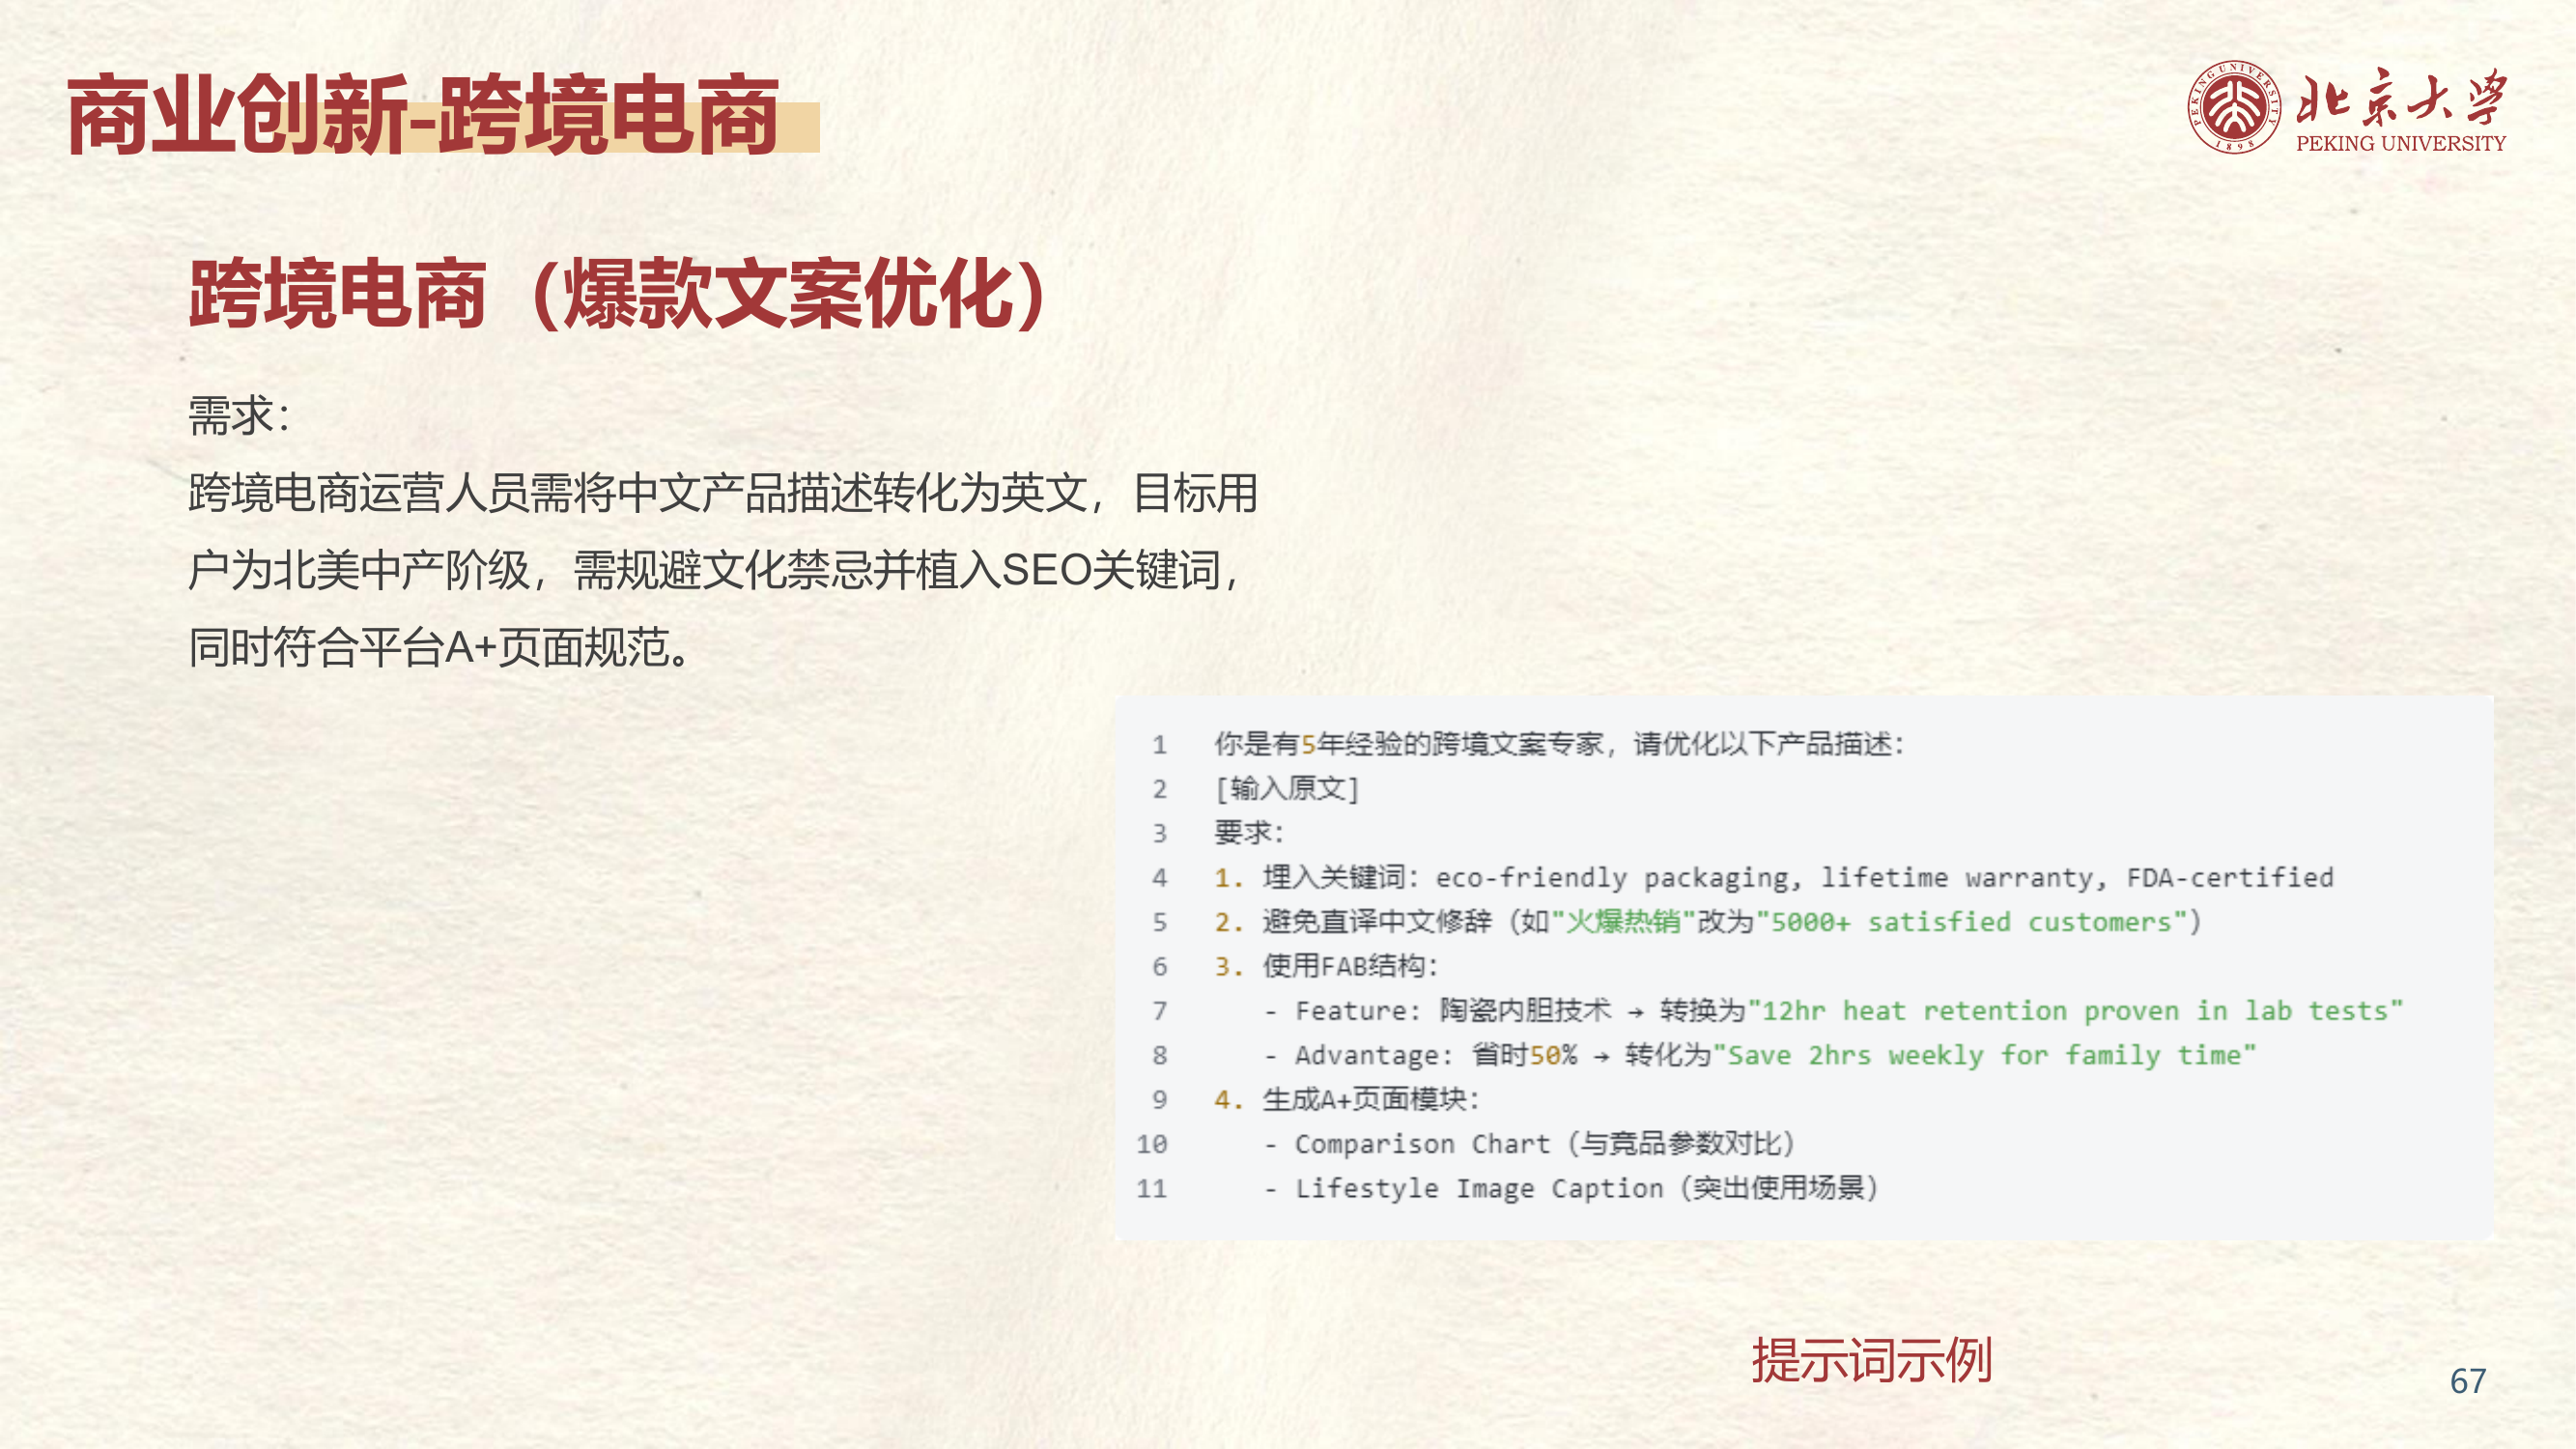 商业创新-跨境电商
PEKING UNIVERSITY
1898
北京大学
PEKING UNIVERSITY
跨境电商（爆款文案优化）
需求：
跨境电商运营人员需将中文产品描述转化为英文，目标用
户为北美中产阶级，需规避文化禁忌并植入SEO关键词，
同时符合平台A+页面规范。
1 你是有5年经验的跨境文案专家，请优化以下产品描述：
2 [输入原文]
3 要求：
4 1. 埋入关键词：eco-friendly packaging, lifetime warranty, FDA-certified
5 2. 避免直译中文修辞（如"火爆热销"改为"5000+ satisfied customers"）
6 3. 使用FAB结构：
7 - Feature: 陶瓷内胆技术 → 转换为"12hr heat retention proven in lab tests"
8 - Advantage: 省时50% → 转化为"Save 2hrs weekly for family time"
9 4. 生成A+页面模块：
10 - Comparison Chart（与竞品参数对比）
11 - Lifestyle Image Caption（突出使用场景）
提示词示例
67